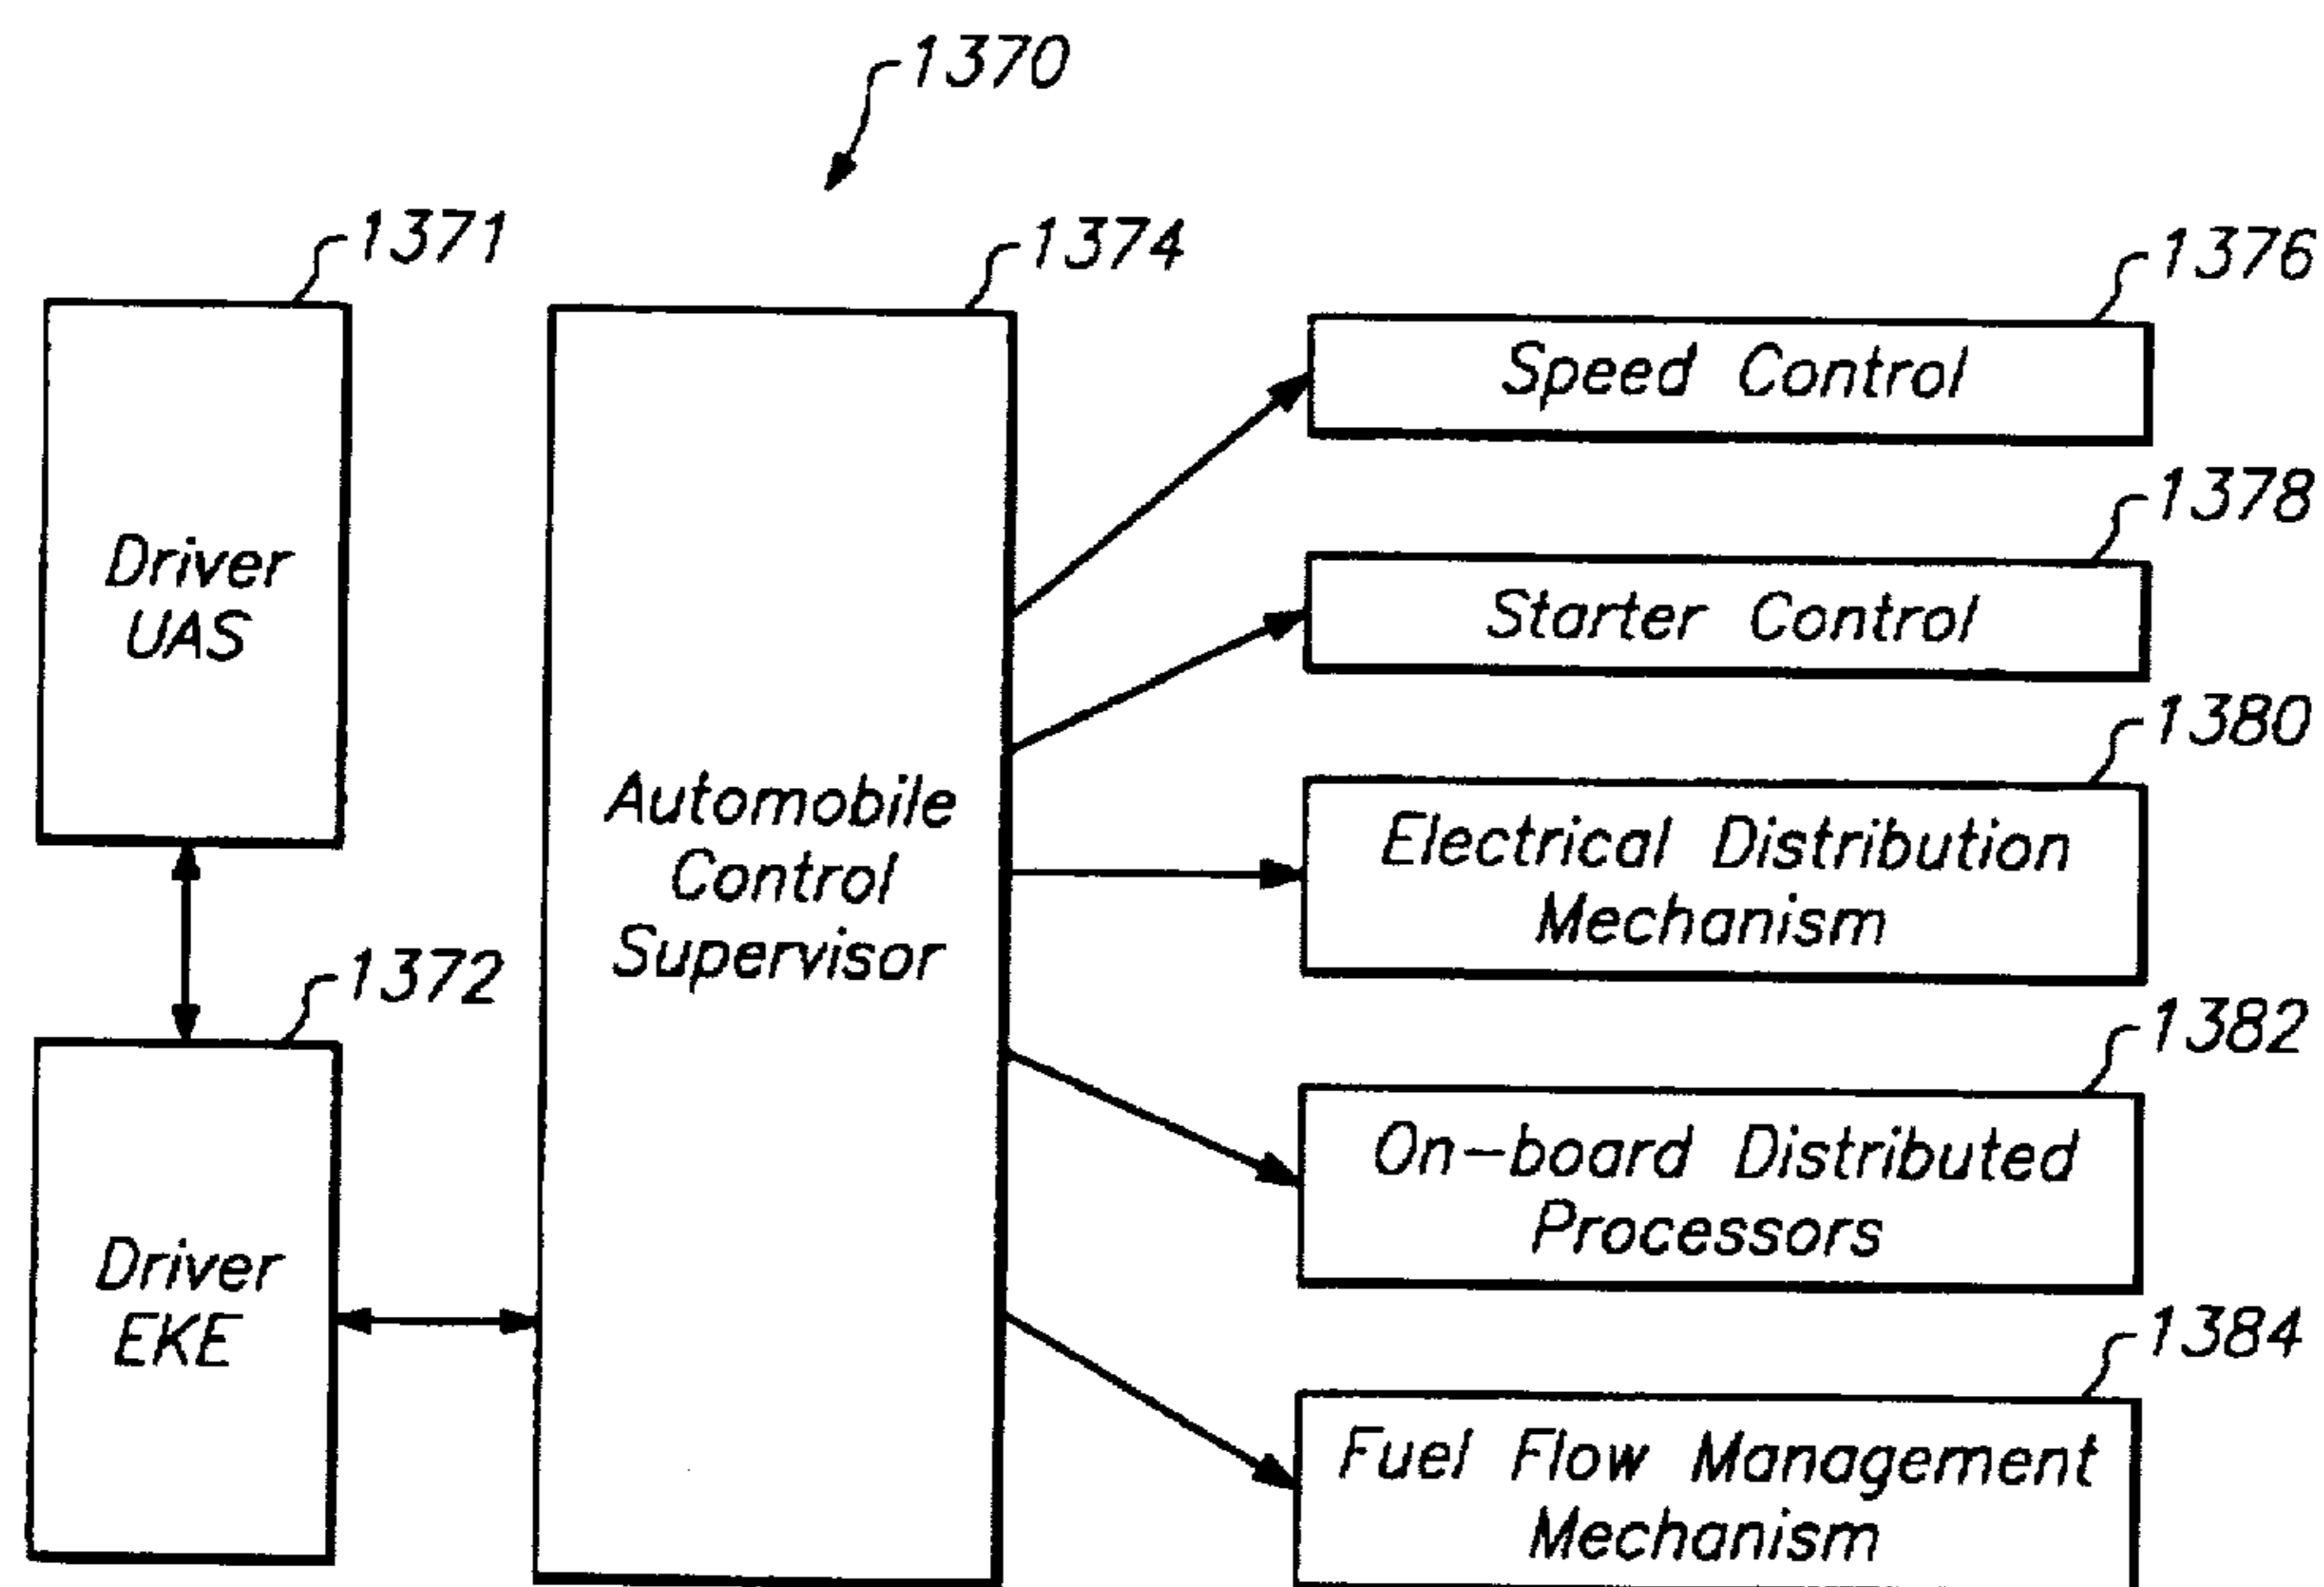 1370
1371
1374
1376
Speed Control
1378
Starter Control
Driver
UAS
1380
Automobile
Control
Supervisor
Electrical Distribution
Mechanism
1372
1382
On-board Distributed
Processors
Driver
EKE
1384
Fuel Flow Management
Mechanism